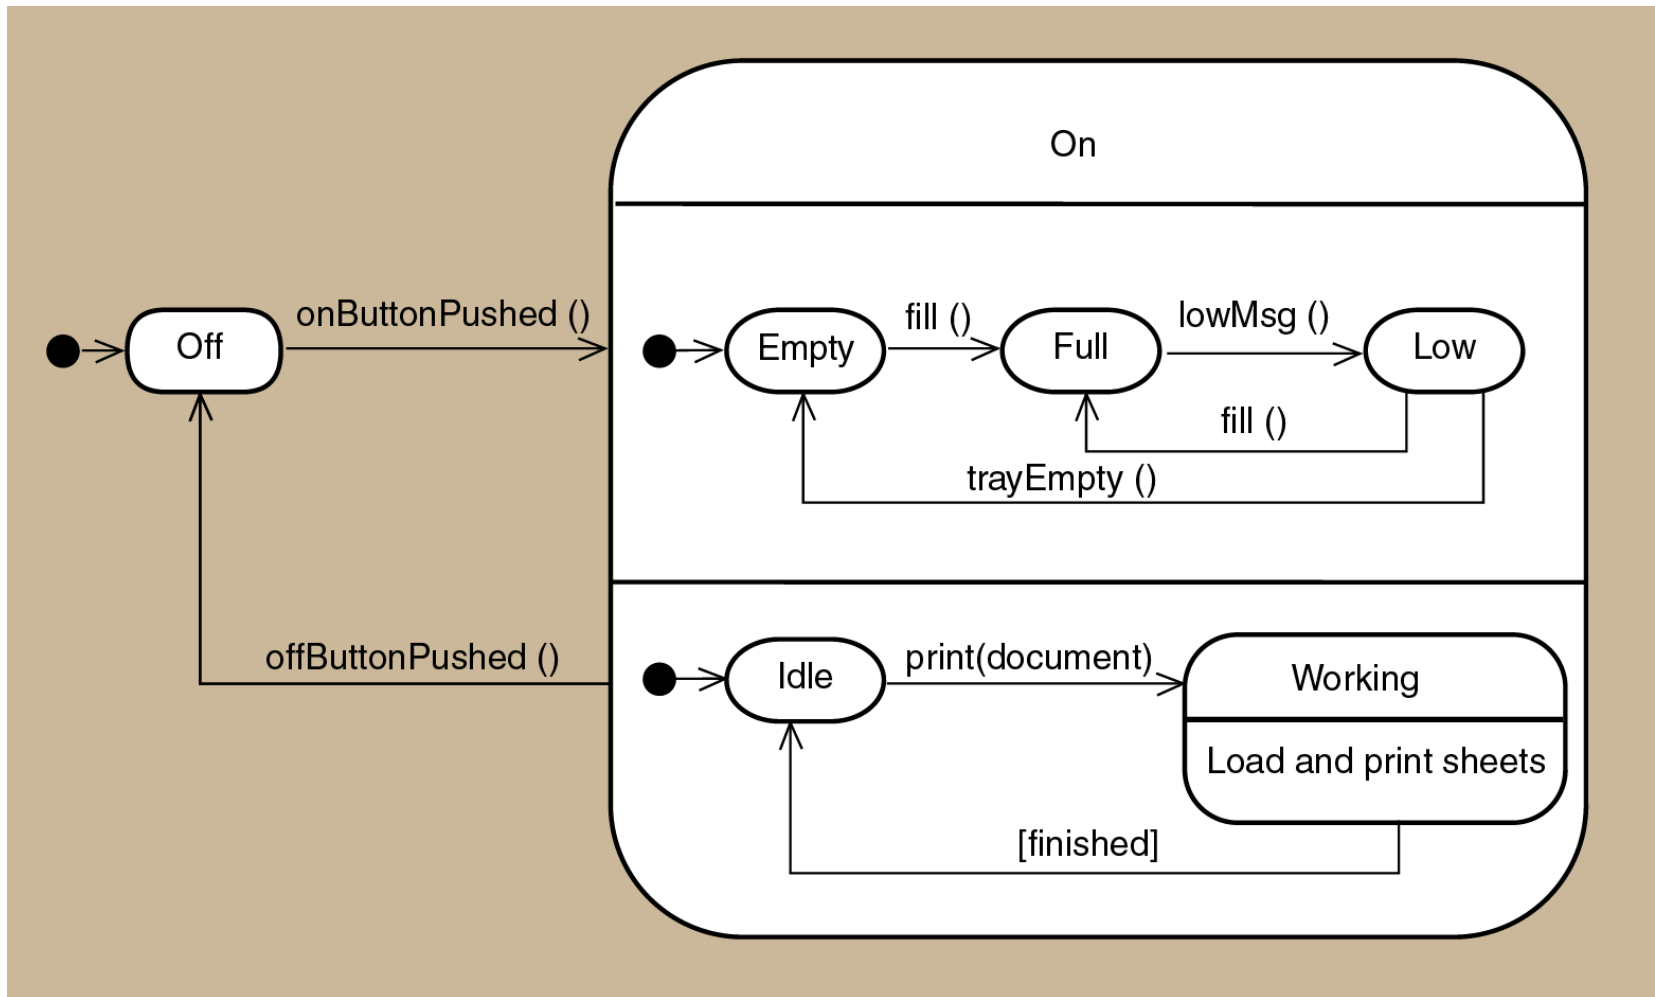 On
onButtonPushed ()
Off
Empty
fill ()
Full
lowMsg ()
Low
fill ()
trayEmpty ()
offButtonPushed ()
Idle
print(document)
Working
Load and print sheets
[finished]